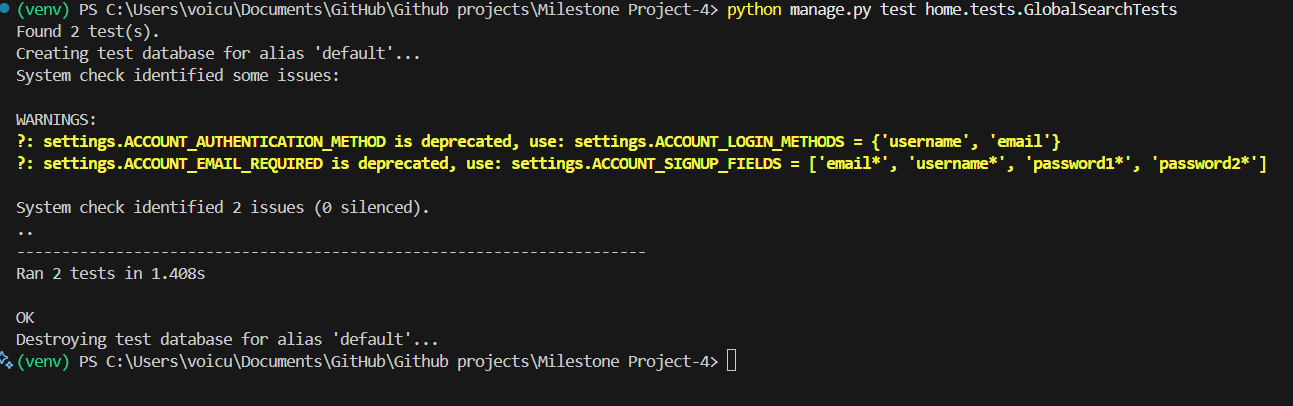 (venv) PS C:\Users\voicu\Documents\GitHub\Github projects\Milestone Project-4> python manage.py test home.tests.GlobalSearchTests
Found 2 test(s).
Creating test database for alias 'default'...
System check identified some issues:
WARNINGS:
?: settings.ACCOUNT_AUTHENTICATION_METHOD is deprecated, use: settings.ACCOUNT_LOGIN_METHODS = {'username', 'email'}
?: settings.ACCOUNT_EMAIL_REQUIRED is deprecated, use: settings.ACCOUNT_SIGNUP_FIELDS = ['email*', 'username*', 'password1*', 'password2*']
System check identified 2 issues (0 silenced).
..
----------------------------------------------------------------------
Ran 2 tests in 1.408s
OK
Destroying test database for alias 'default'...
(venv) PS C:\Users\voicu\Documents\GitHub\Github projects\Milestone Project-4>